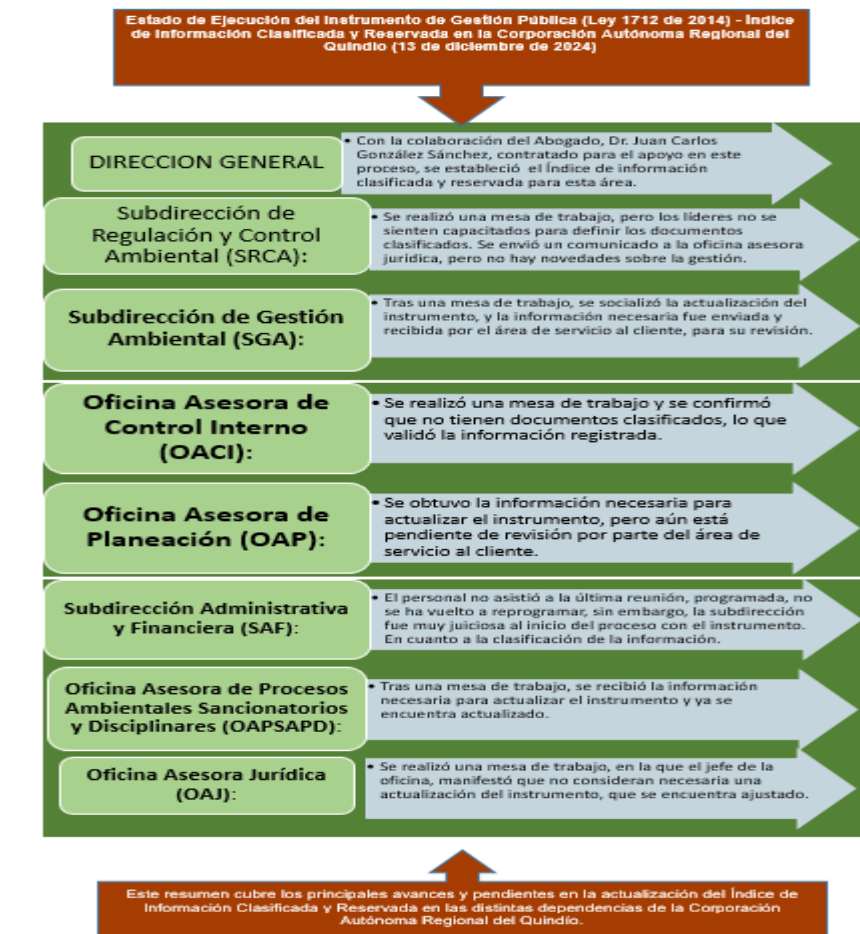 Estado de Ejecución del Instrumento de Gestión Pública (Ley 1712 de 2014) - Índice
de Información Clasificada y Reservada en la Corporación Autónoma Regional del
Quindío (13 de diciembre de 2024)
DIRECCION GENERAL
• Con la colaboración del Abogado, Dr. Juan Carlos
González Sánchez, contratado para el apoyo en este
proceso, se estableció el Índice de información
clasificada y reservada para esta área.
Subdirección de
Regulación y Control
Ambiental (SRCA):
• Se realizó una mesa de trabajo, pero los líderes no se
sienten capacitados para definir los documentos
clasificados. Se envió un comunicado a la oficina asesora
jurídica, pero no hay novedades sobre la gestión.
Subdirección de Gestión
Ambiental (SGA):
• Tras una mesa de trabajo, se socializó la actualización del
instrumento, y la información necesaria fue enviada y
recibida por el área de servicio al cliente, para su revisión.
Oficina Asesora de
Control Interno
(OACI):
• Se realizó una mesa de trabajo y se confirmó
que no tienen documentos clasificados, lo que
validó la información registrada.
Oficina Asesora de
Planeación (OAP):
• Se obtuvo la información necesaria para
actualizar el instrumento, pero aún está
pendiente de revisión por parte del área de
servicio al cliente.
Subdirección Administrativa
y Financiera (SAF):
• El personal no asistió a la última reunión, programada, no
se ha vuelto a reprogramar, sin embargo, la subdirección
fue muy juiciosa al inicio del proceso con el instrumento.
En cuanto a la clasificación de la información.
Oficina Asesora de Procesos
Ambientales Sancionatorios
y Disciplinares (OAPSAPD):
• Tras una mesa de trabajo, se recibió la información
necesaria para actualizar el instrumento y ya se
encuentra actualizado.
Oficina Asesora Jurídica
(OAJ):
• Se realizó una mesa de trabajo, en la que el jefe de la
oficina, manifestó que no consideran necesaria una
actualización del instrumento, que se encuentra ajustado.
Este resumen cubre los principales avances y pendientes en la actualización del Índice de
Información Clasificada y Reservada en las distintas dependencias de la Corporación
Autónoma Regional del Quindío.